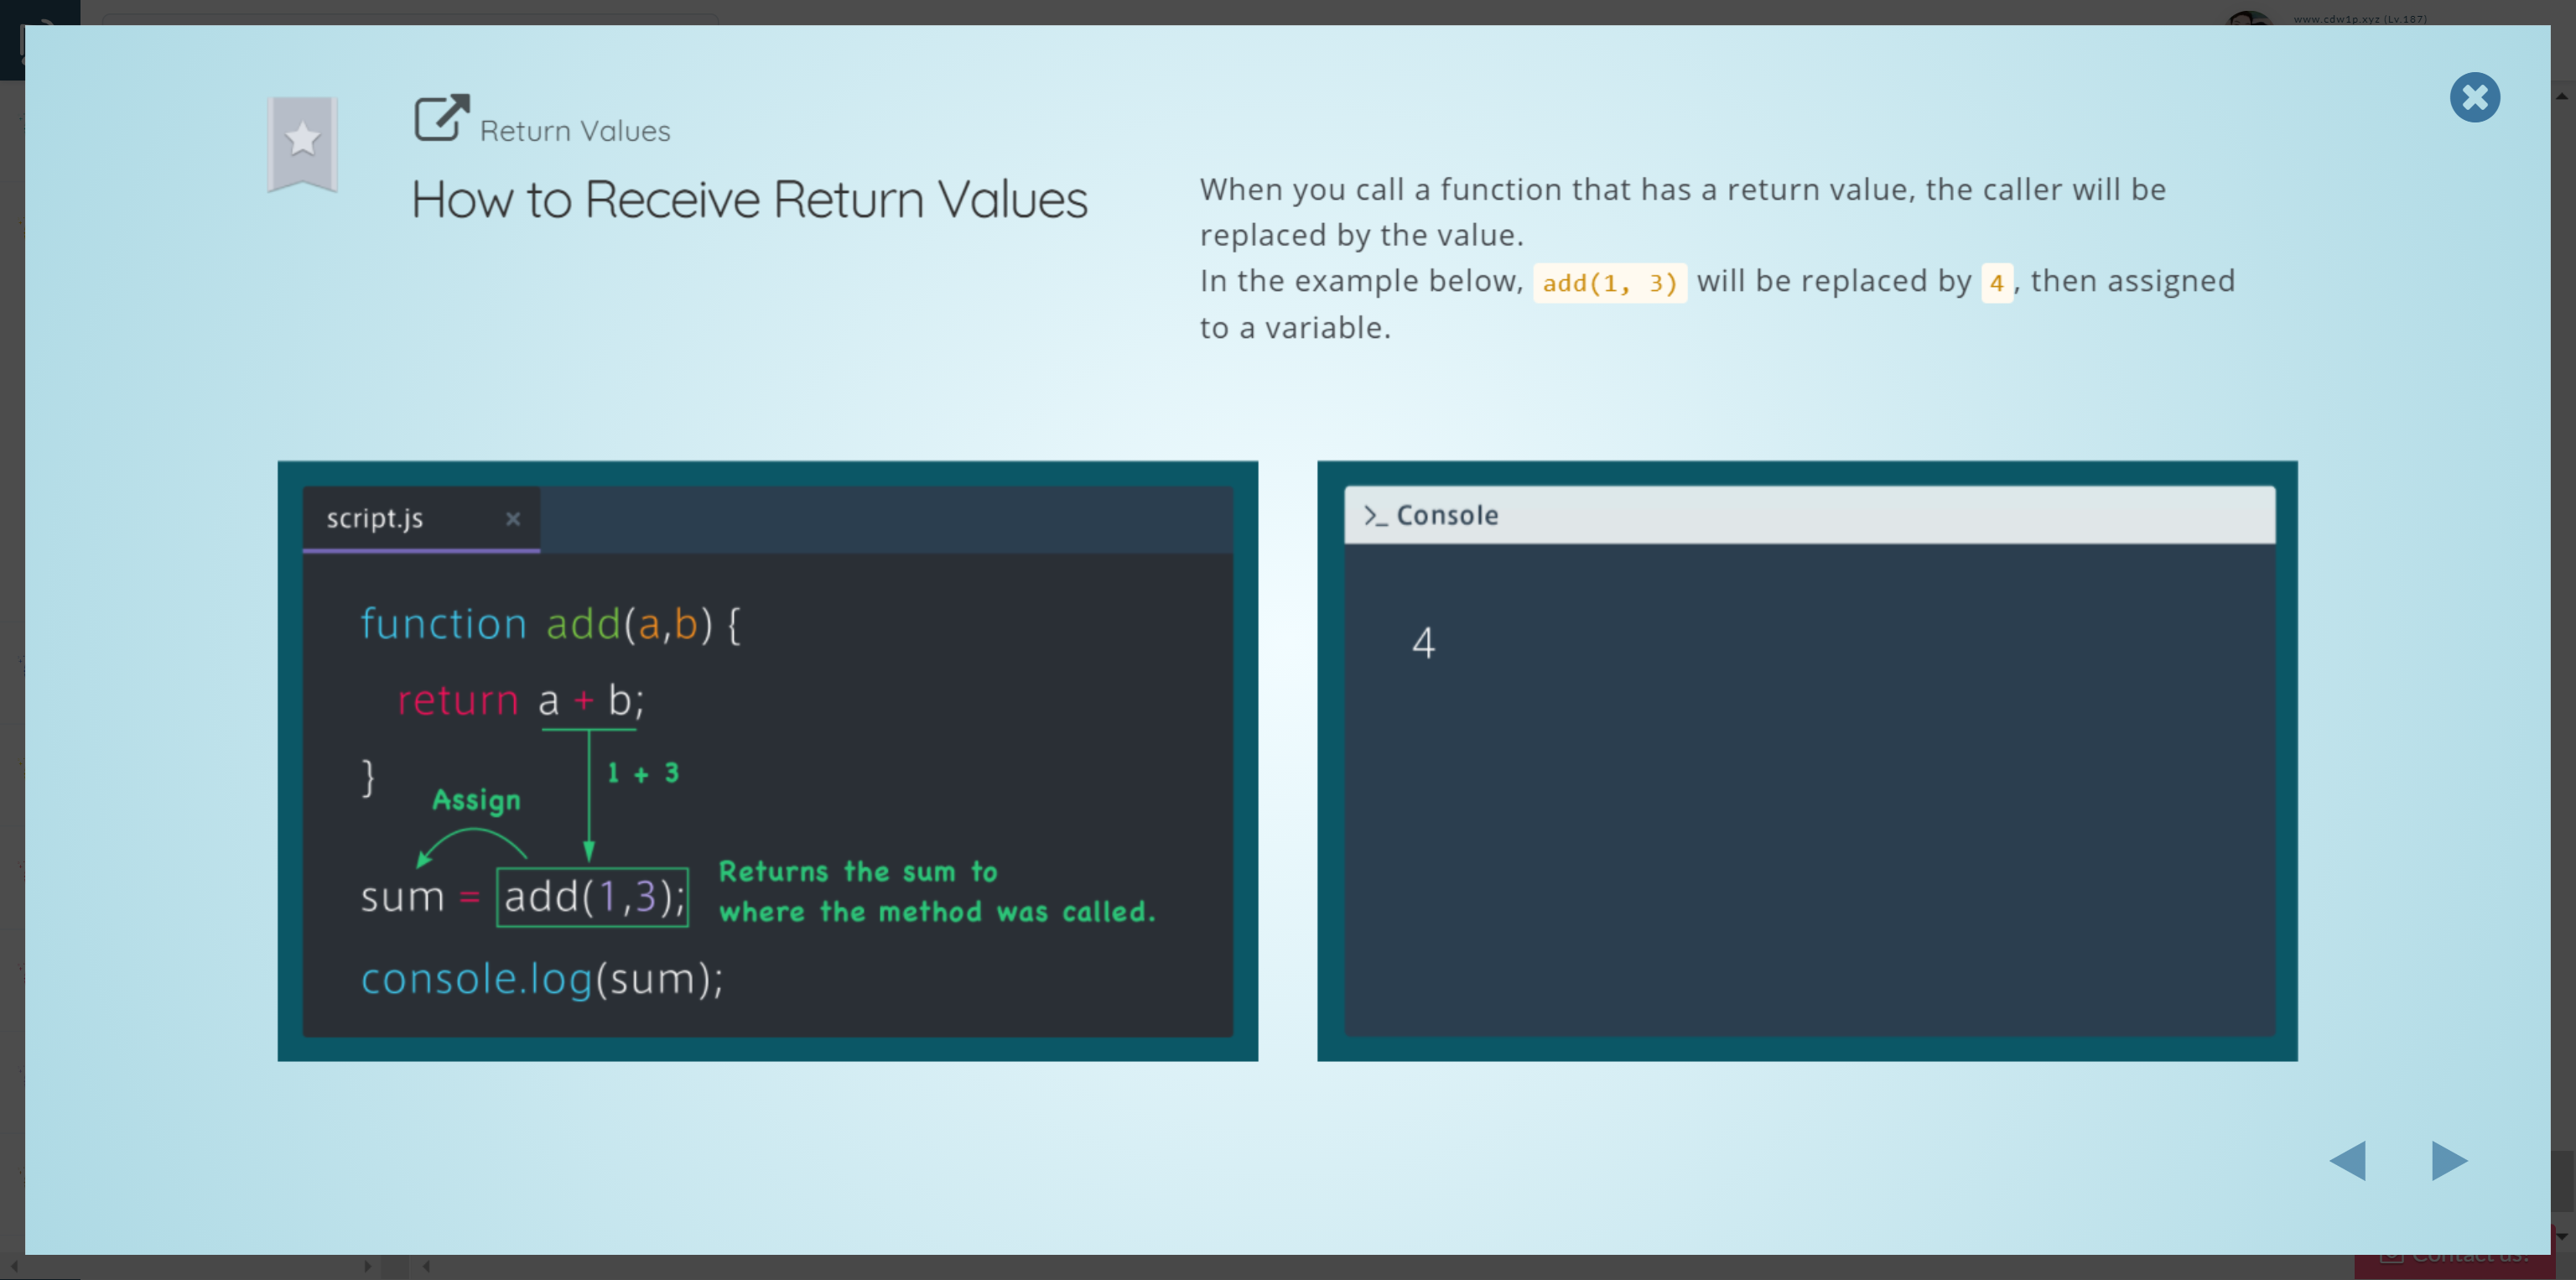 www.cdw1p.xyz (Lv.187)
Return Values
How to Receive Return Values
When you call a function that has a return value, the caller will be
replaced by the value.
In the example below, add(1, 3) will be replaced by 4, then assigned
to a variable.
script.js ×
function add(a,b) {
return a + b;
1 + 3
}
Assign
sum = add(1,3);
Returns the sum to
where the method was called.
console.log(sum);
>_ Console
4
Contact us!